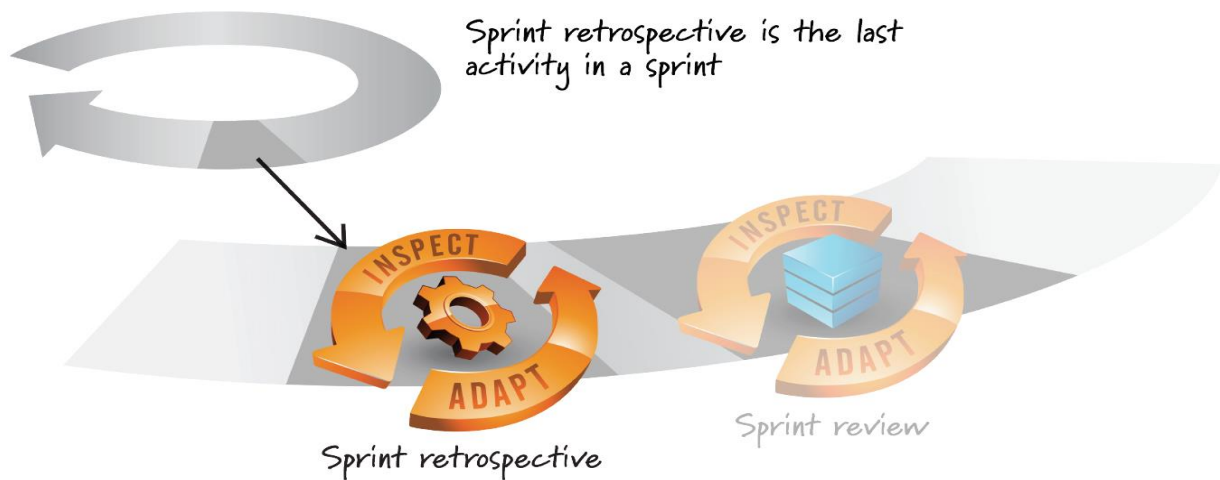 Sprint retrospective is the last
activity in a sprint
INSPECT
ADAPT
Sprint retrospective
INSPECT
ADAPT
Sprint review